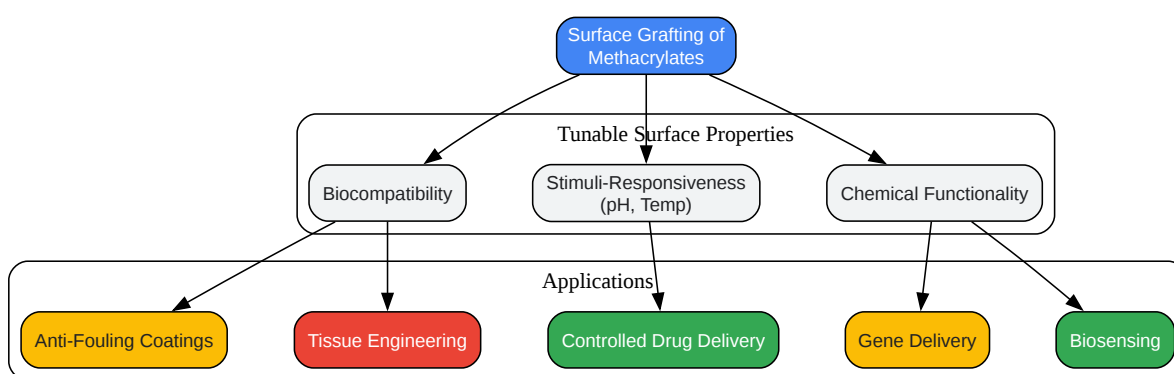 Surface Grafting of
Methacrylates
Tunable Surface Properties
Biocompatibility
Stimuli-Responsiveness
(pH, Temp)
Chemical Functionality
Applications
Anti-Fouling Coatings
Tissue Engineering
Controlled Drug Delivery
Gene Delivery
Biosensing